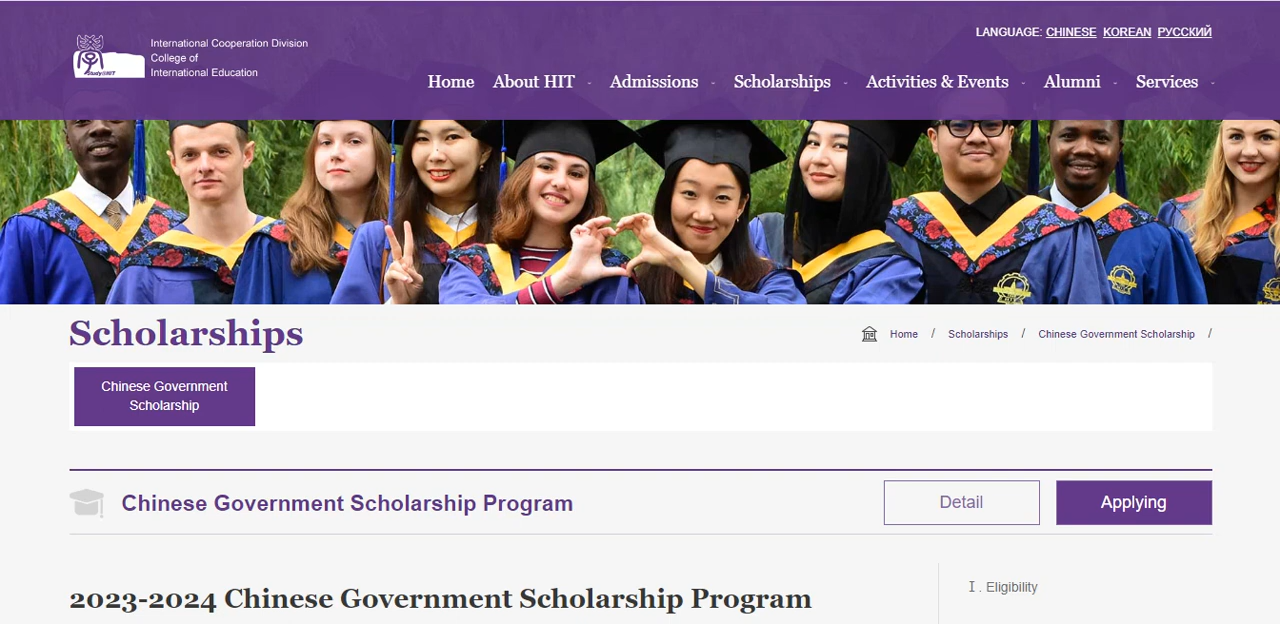 LANGUAGE: CHINESE KOREAN РУССКИЙ
International Cooperation Division
College of
International Education
Study@HIT
Home About HIT - Admissions - Scholarships - Activities & Events - Alumni - Services -
Scholarships
Home / Scholarships / Chinese Government Scholarship /
Chinese Government
Scholarship
Chinese Government Scholarship Program
Detail
Applying
2023-2024 Chinese Government Scholarship Program
Ⅰ. Eligibility